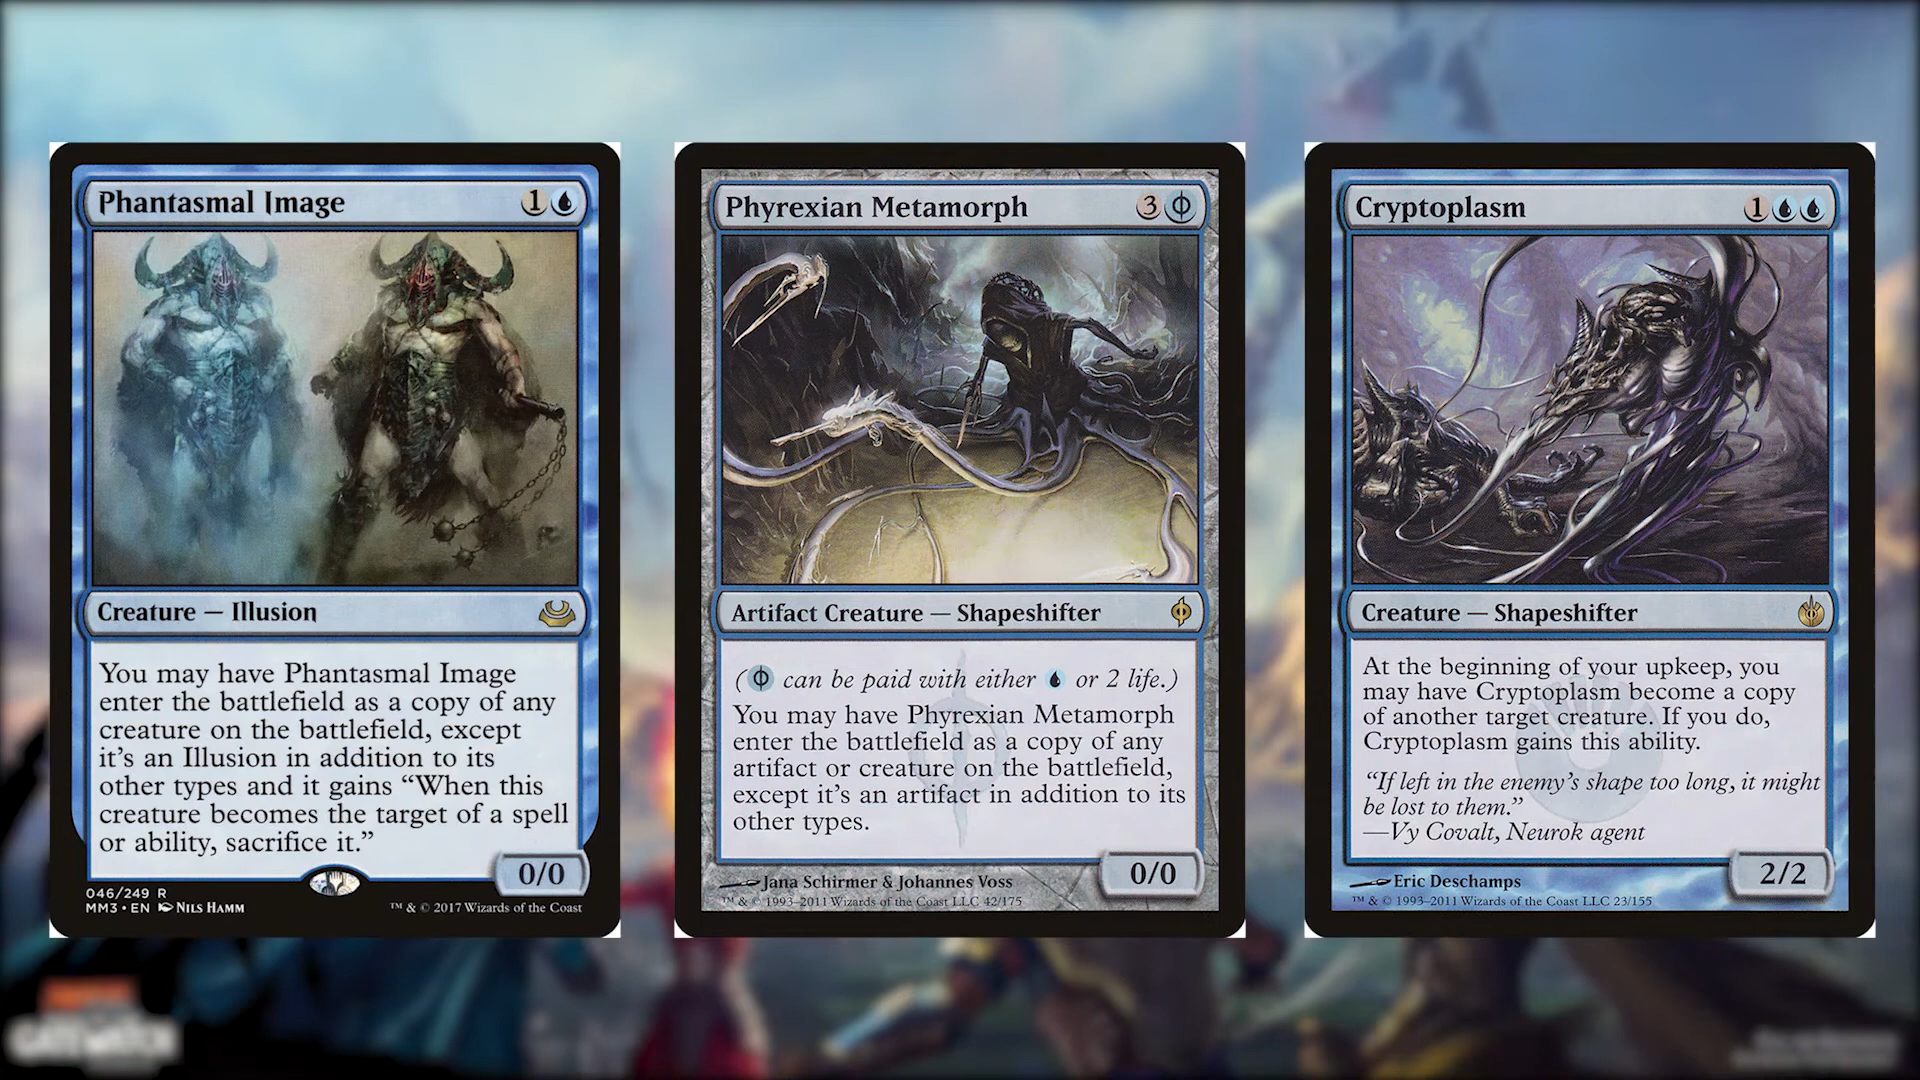 Phantasmal Image 1
Creature — Illusion
You may have Phantasmal Image
enter the battlefield as a copy of any
creature on the battlefield, except
it's an Illusion in addition to its
other types and it gains “When this
creature becomes the target of a spell
or ability, sacrifice it.”
0/0
046/249 R
MM3 • EN NILS HAMM
™ & © 2017 Wizards of the Coast
Phyrexian Metamorph 3
Artifact Creature — Shapeshifter
( can be paid with either or 2 life.)
You may have Phyrexian Metamorph
enter the battlefield as a copy of any
artifact or creature on the battlefield,
except it's an artifact in addition to its
other types.
0/0
Jana Schirmer & Johannes Voss
™ & © 1993–2011 Wizards of the Coast LLC 42/175
Cryptoplasm 1
Creature — Shapeshifter
At the beginning of your upkeep, you
may have Cryptoplasm become a copy
of another target creature. If you do,
Cryptoplasm gains this ability.
“If left in the enemy's shape too long, it might
be lost to them.”
—Vy Covalt, Neurok agent
2/2
Eric Deschamps
™ & © 1993–2011 Wizards of the Coast LLC 23/155